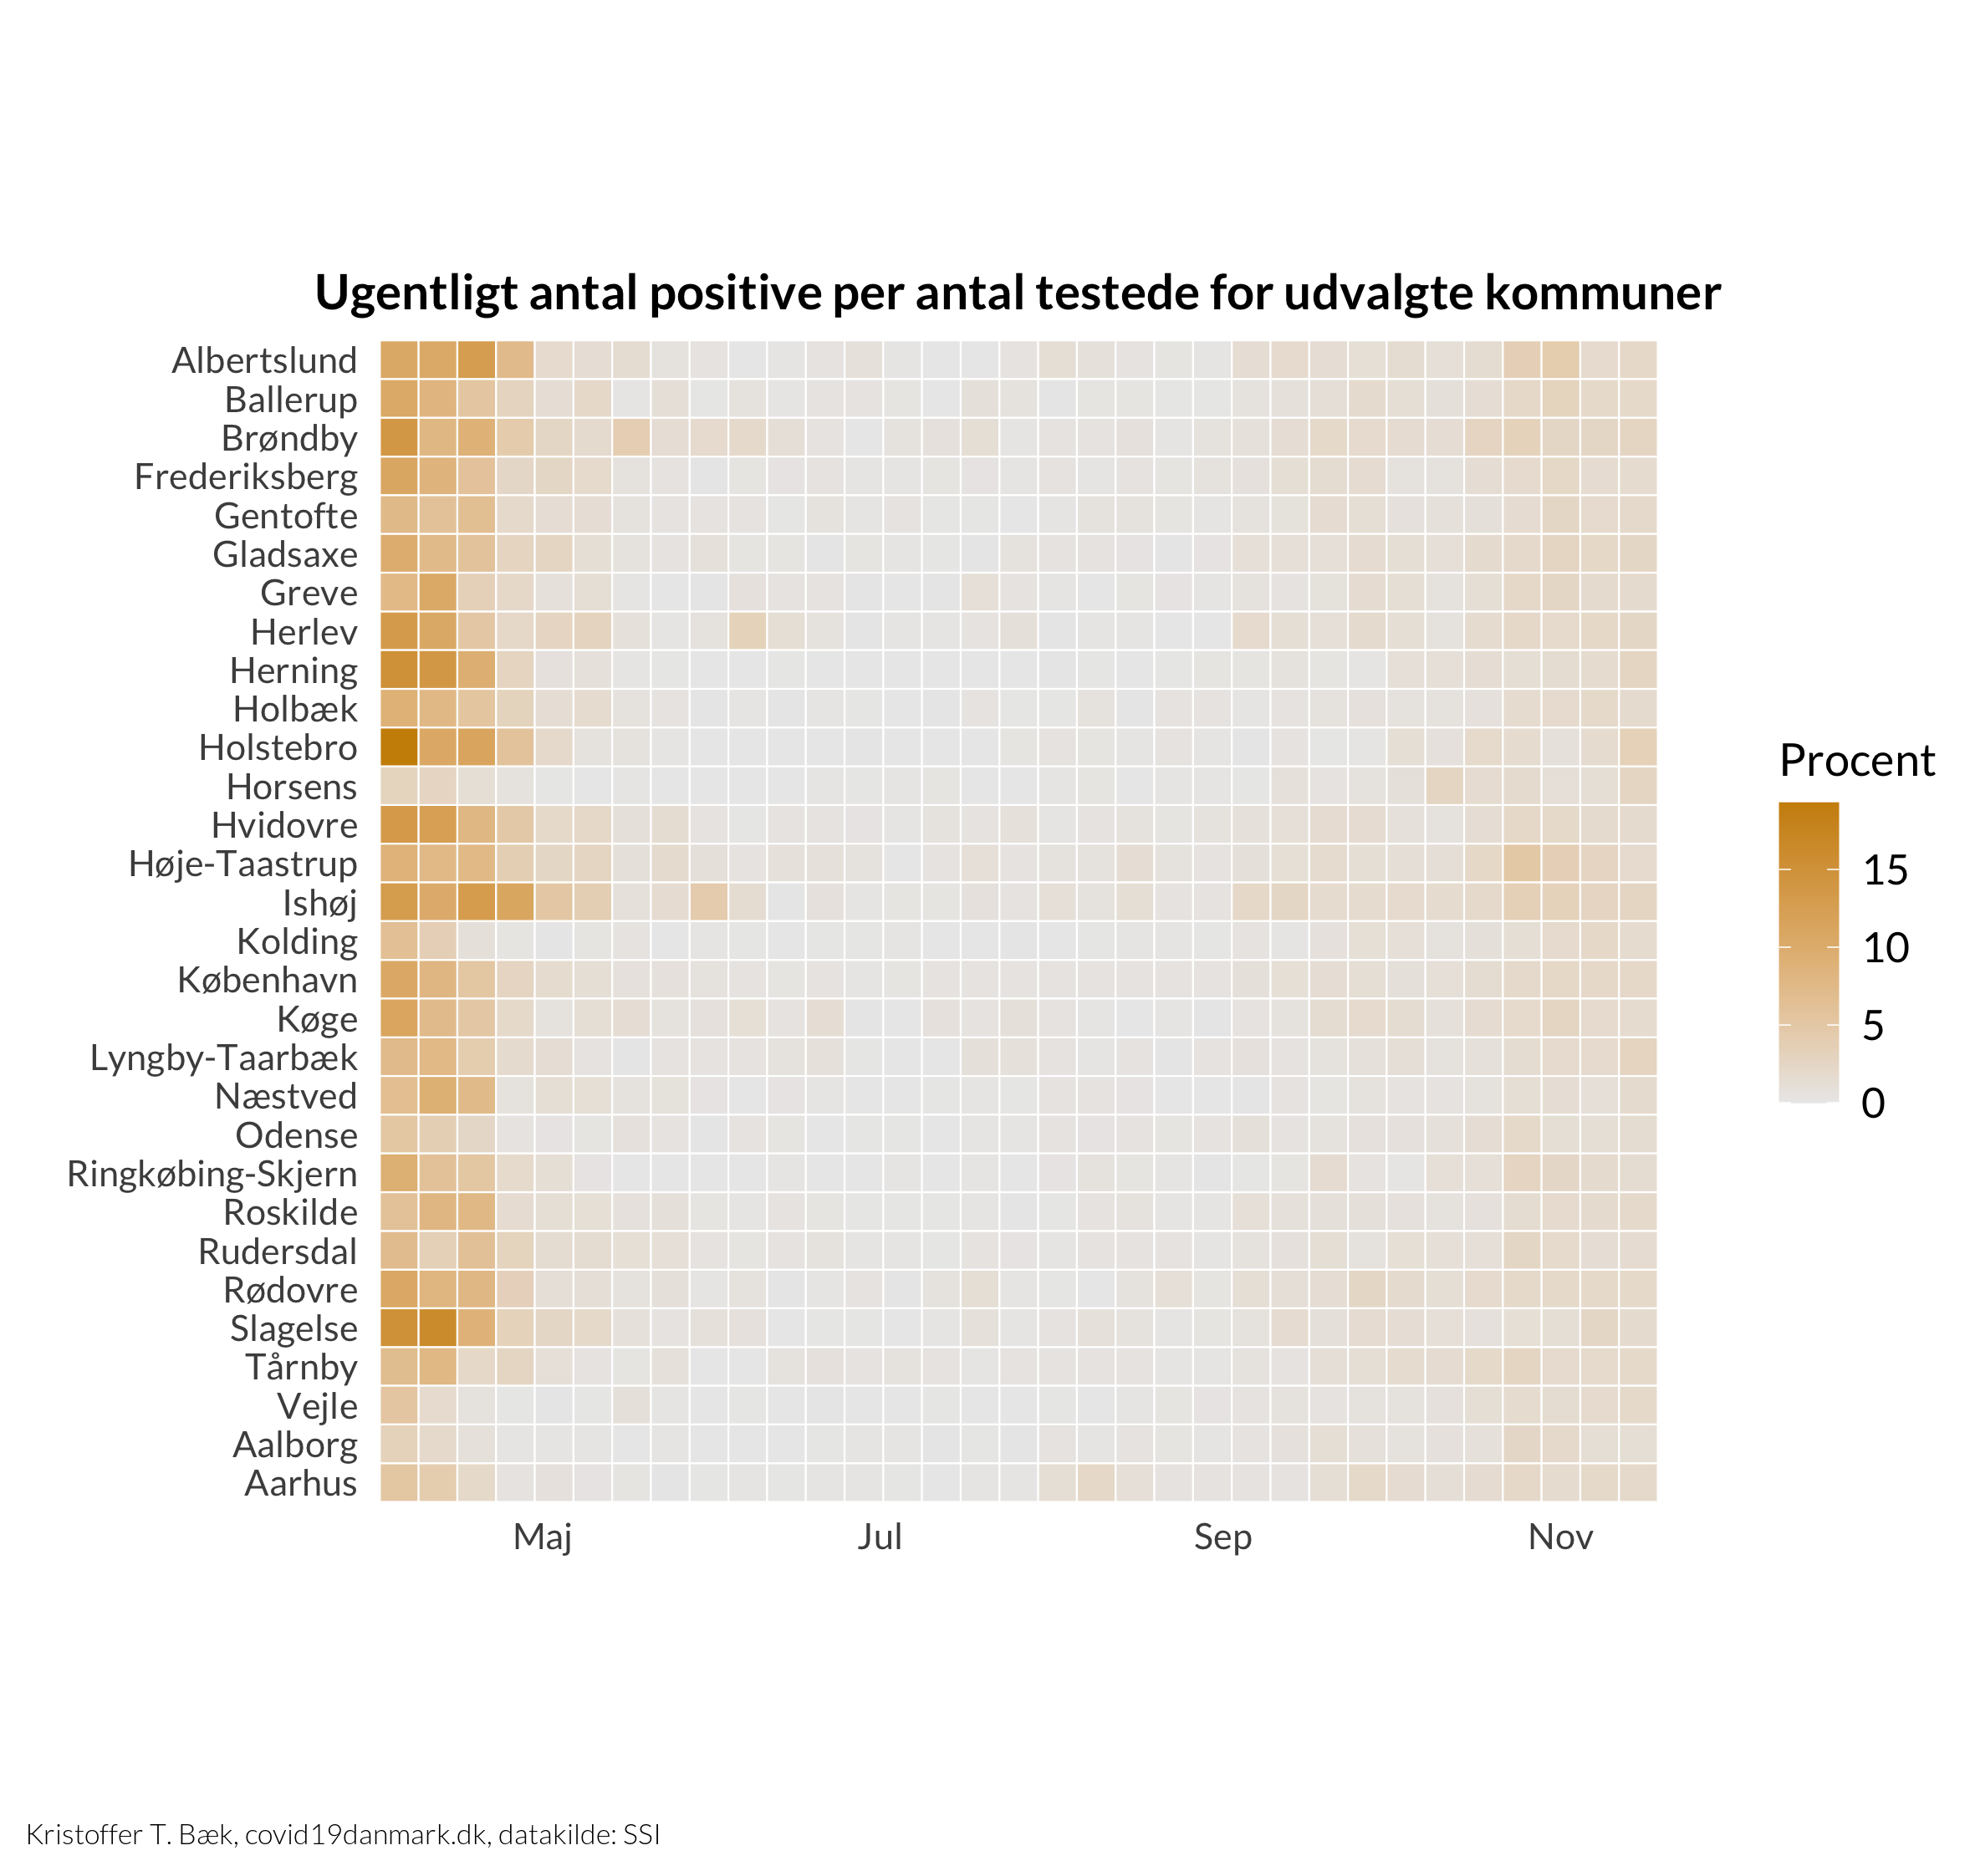 Ugentligt antal positive per antal testede for udvalgte kommuner
Albertslund
Ballerup
Brøndby
Frederiksberg
Gentofte
Gladsaxe
Greve
Herlev
Herning
Holbæk
Holstebro
Horsens
Hvidovre
Høje-Taastrup
Ishøj
Kolding
København
Køge
Lyngby-Taarbæk
Næstved
Odense
Ringkøbing-Skjern
Roskilde
Rudersdal
Rødovre
Slagelse
Tårnby
Vejle
Aalborg
Aarhus
Maj Jul Sep Nov
Procent
15
10
5
0
Kristoffer T. Bæk, covid19danmark.dk, datakilde: SSI